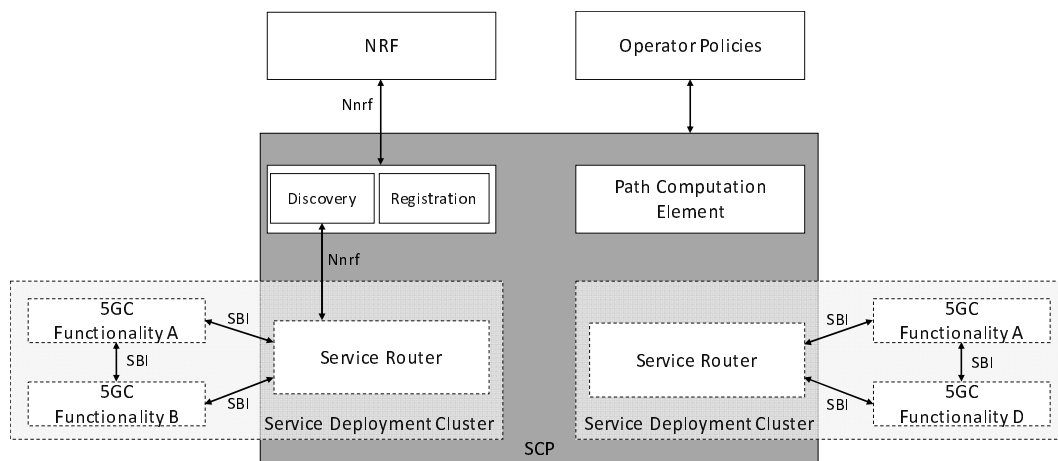 NRF
Operator Policies
Nnrf
Discovery
Registration
Path Computation
Element
Nnrf
5GC
Functionality A
SBI
SBI
5GC
Functionality B
SBI
Service Router
Service Deployment Cluster
Service Router
Service Deployment Cluster
SBI
5GC
Functionality A
SBI
SBI
5GC
Functionality D
SCP